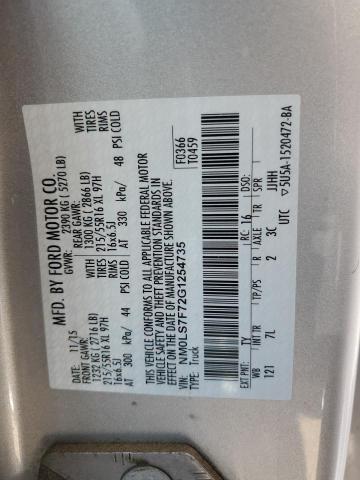 MFD. BY FORD MOTOR CO.
DATE: 11/15 GVWR: 2390 KG ( 5270 LB)
FRONT GAWR: REAR GAWR: WITH
1232 KG ( 2716 LB) 1300 KG ( 2866 LB) TIRES
215/55R16 XL 97H WITH TIRES 215/55R16 XL 97H RIMS
16x6.5J RIMS 16x6.5J
AT 300 kPa/ 44 PSI COLD AT 330 kPa/ 48 PSI COLD
THIS VEHICLE CONFORMS TO ALL APPLICABLE FEDERAL MOTOR
VEHICLE SAFETY AND THEFT PREVENTION STANDARDS IN
EFFECT ON THE DATE OF MANUFACTURE SHOWN ABOVE.
VIN: NM0LS7F72G1254735 F0366
TYPE: Truck T0459
EXT PNT: TY RC: 16 DSO:
WB INT TR TP/PS R AXLE TR SPR
121 7L 2 3C JJHH
UTC ▽5U5A-1520472-BA